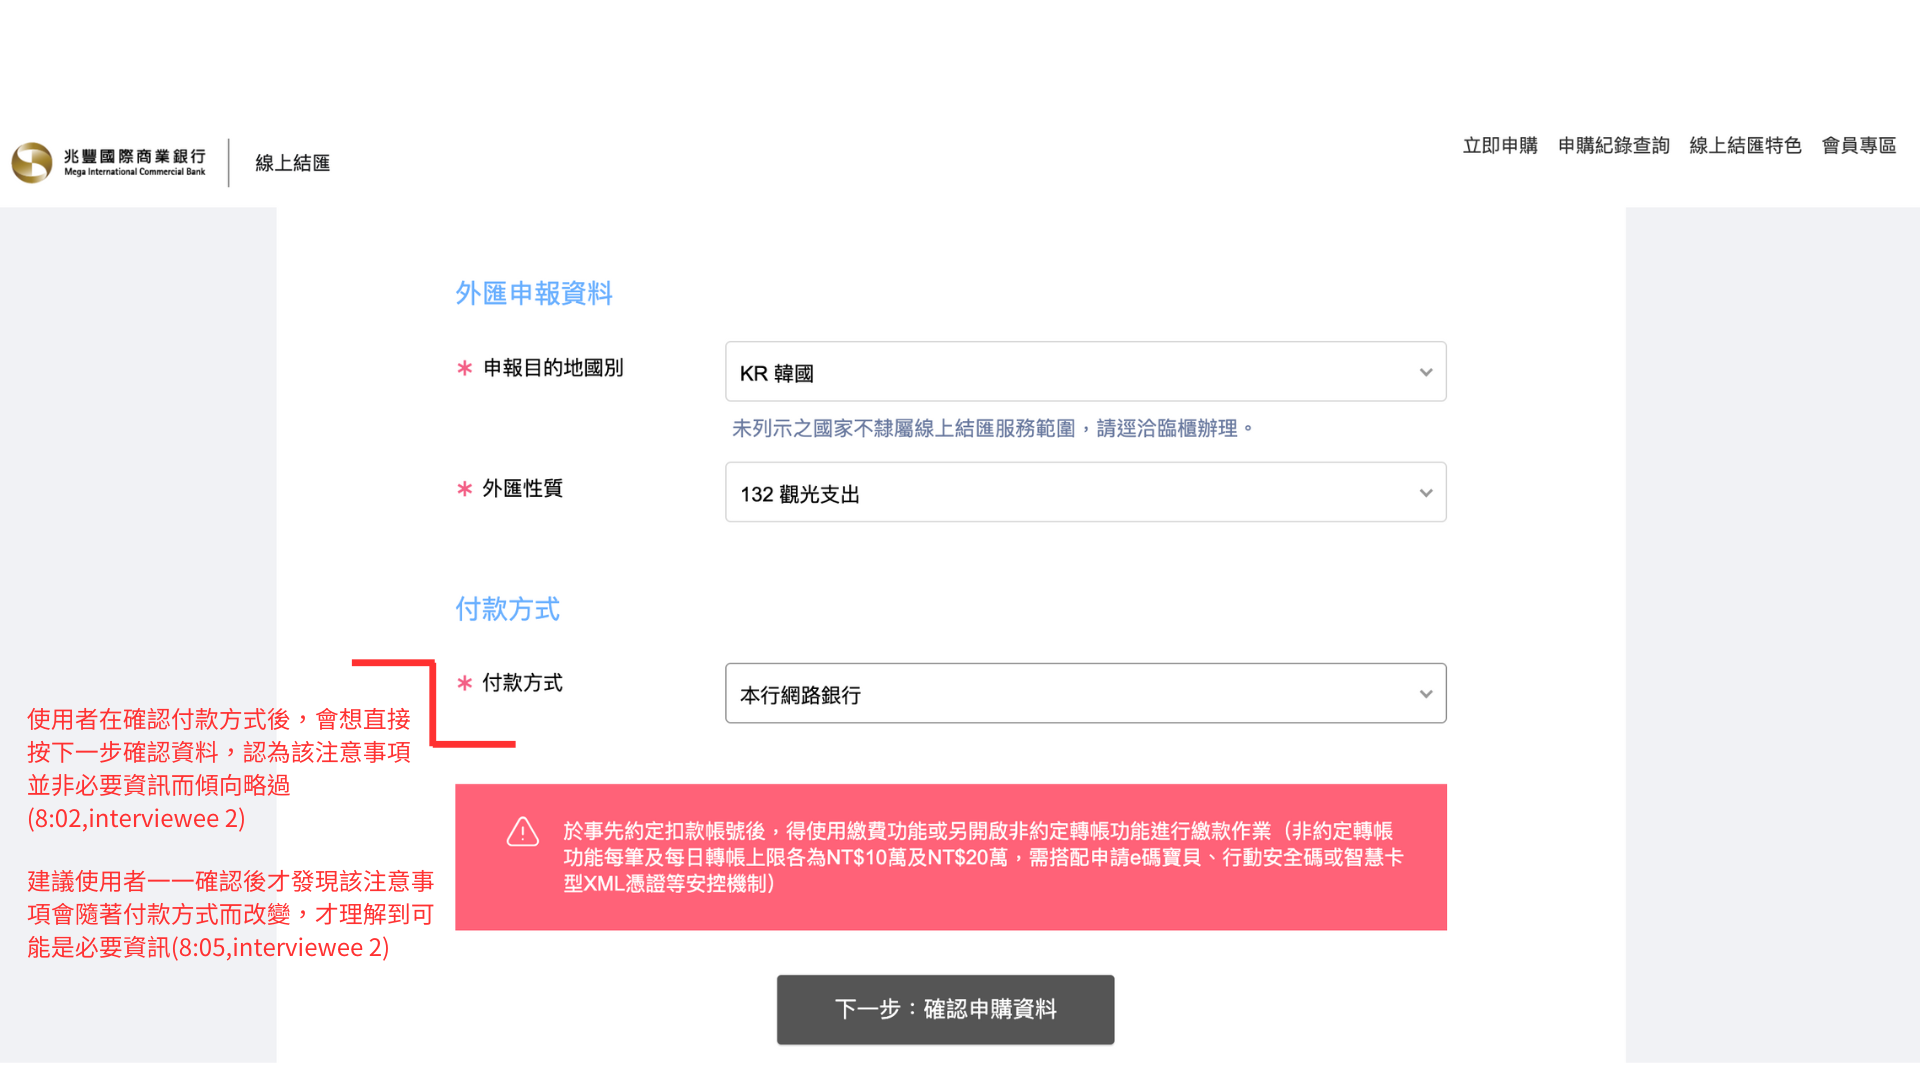 兆豐國際商業銀行
Mega International Commercial Bank
線上結匯
立即申購 申購紀錄查詢 線上結匯特色 會員專區
外匯申報資料
* 申報目的地國別
KR 韓國
未列示之國家不隸屬線上結匯服務範圍,請逕洽臨櫃辦理。
* 外匯性質
132 觀光支出
付款方式
* 付款方式
本行網路銀行
使用者在確認付款方式後,會想直接
按下一步確認資料,認為該注意事項
並非必要資訊而傾向略過
(8:02,interviewee 2)
建議使用者一一確認後才發現該注意事
項會隨著付款方式而改變,才理解到可
能是必要資訊(8:05,interviewee 2)
於事先約定扣款帳號後,得使用繳費功能或另開啟非約定轉帳功能進行繳款作業(非約定轉帳
功能每筆及每日轉帳上限各為NT$10萬及NT$20萬,需搭配申請e碼寶貝、行動安全碼或智慧卡
型XML憑證等安控機制)
下一步:確認申購資料